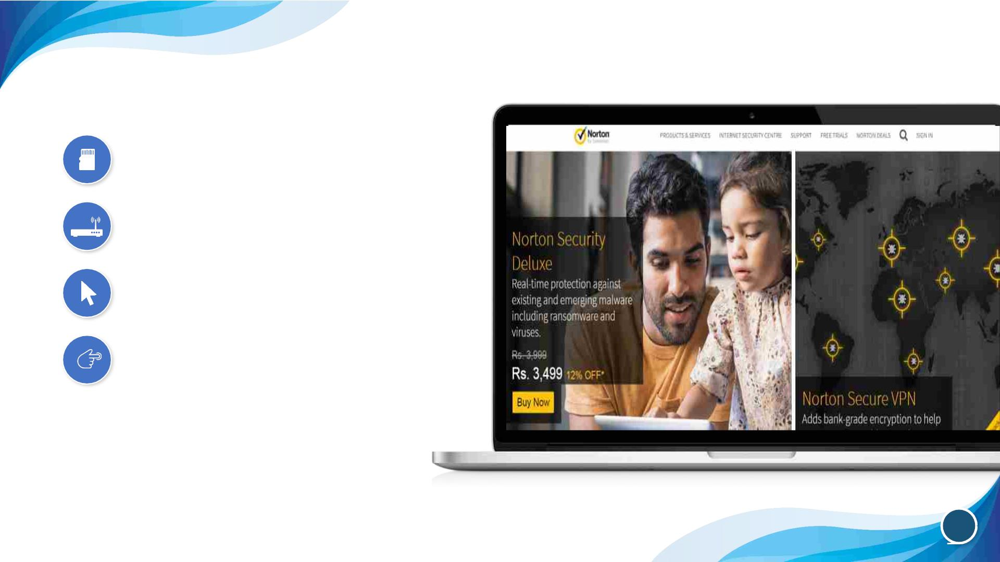 Norton
PRODUCTS & SERVICES INTERNET SECURITY CENTRE SUPPORT FREE TRIALS NORTON DEALS SIGN IN
Norton Security
Deluxe
Real-time protection against
existing and emerging malware
including ransomware and
viruses.
Rs. 3,999
Rs. 3,499 12% OFF*
Buy Now
Norton Secure VPN
Adds bank-grade encryption to help